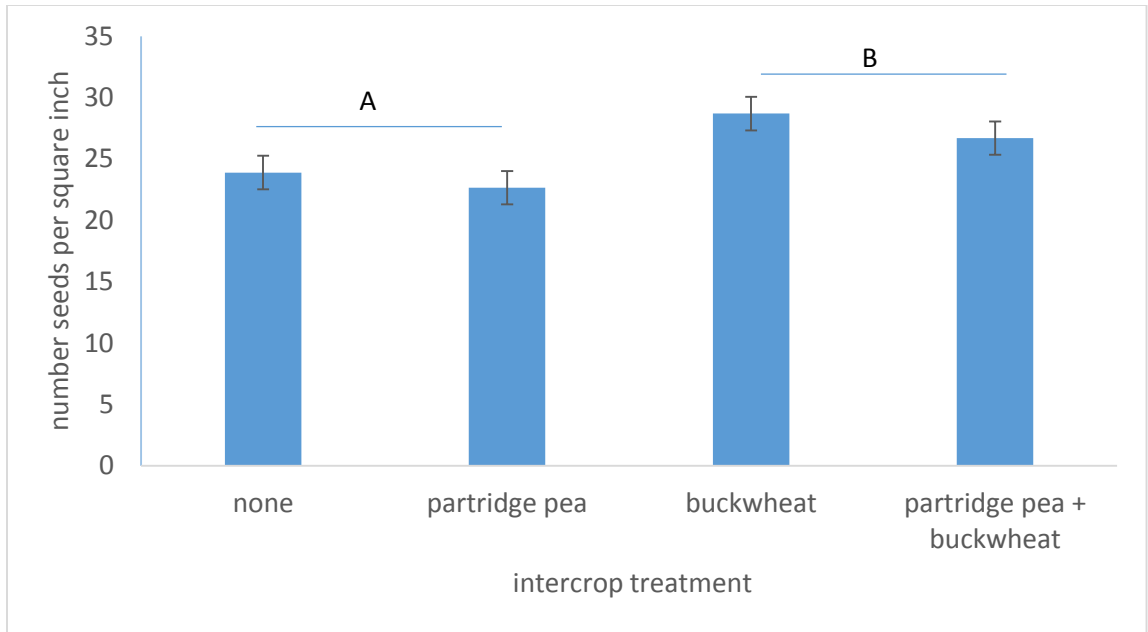 number seeds per square inch
35
30
25
20
15
10
5
0
A
B
none
partridge pea
buckwheat
partridge pea +
buckwheat
intercrop treatment